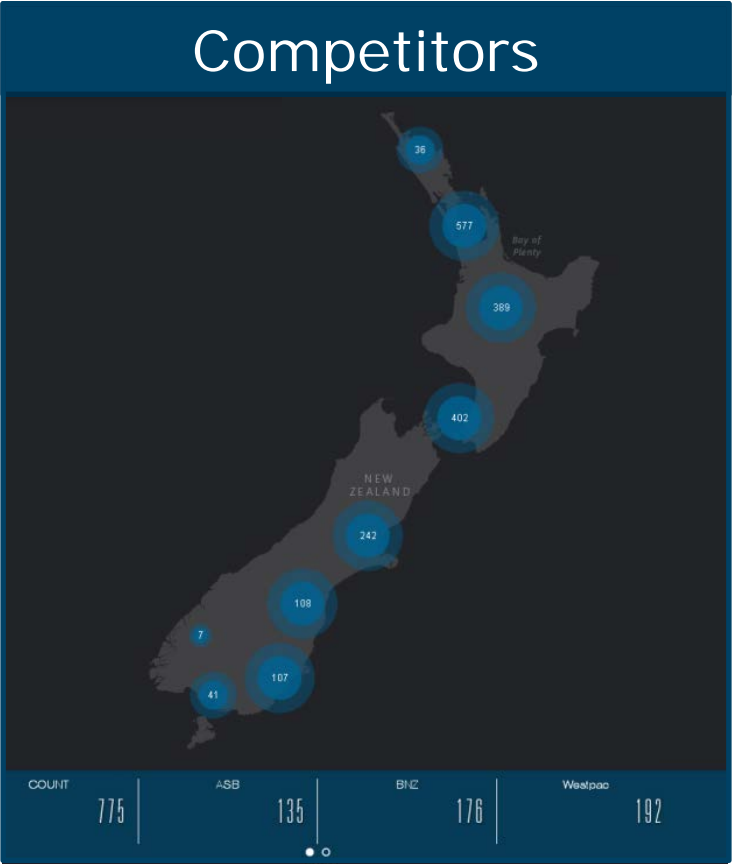 Competitors
36
577
Bay of
Plenty
389
402
NEW
ZEALAND
242
108
7
107
41
COUNT
775
ASB
135
BNZ
176
Westpac
192